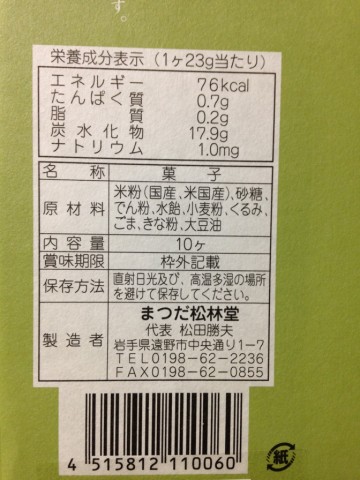 す。
栄養成分表示(1ヶ23g当たり)
エネルギー 76kcal
たんぱく質 0.7g
脂質 0.2g
炭水化物 17.9g
ナトリウム 1.0mg
名称 菓子
原材料 米粉(国産、米国産)、砂糖、
でん粉、水飴、小麦粉、くるみ、
ごま、きな粉、大豆油
内容量 10ヶ
賞味期限 枠外記載
保存方法 直射日光及び、高温多湿の場所
を避けて保存してください。
製造者 まつだ松林堂
代表 松田勝夫
岩手県遠野市中央通り1-7
TEL0198-62-2236
FAX0198-62-0855
4 515812 110060
紙